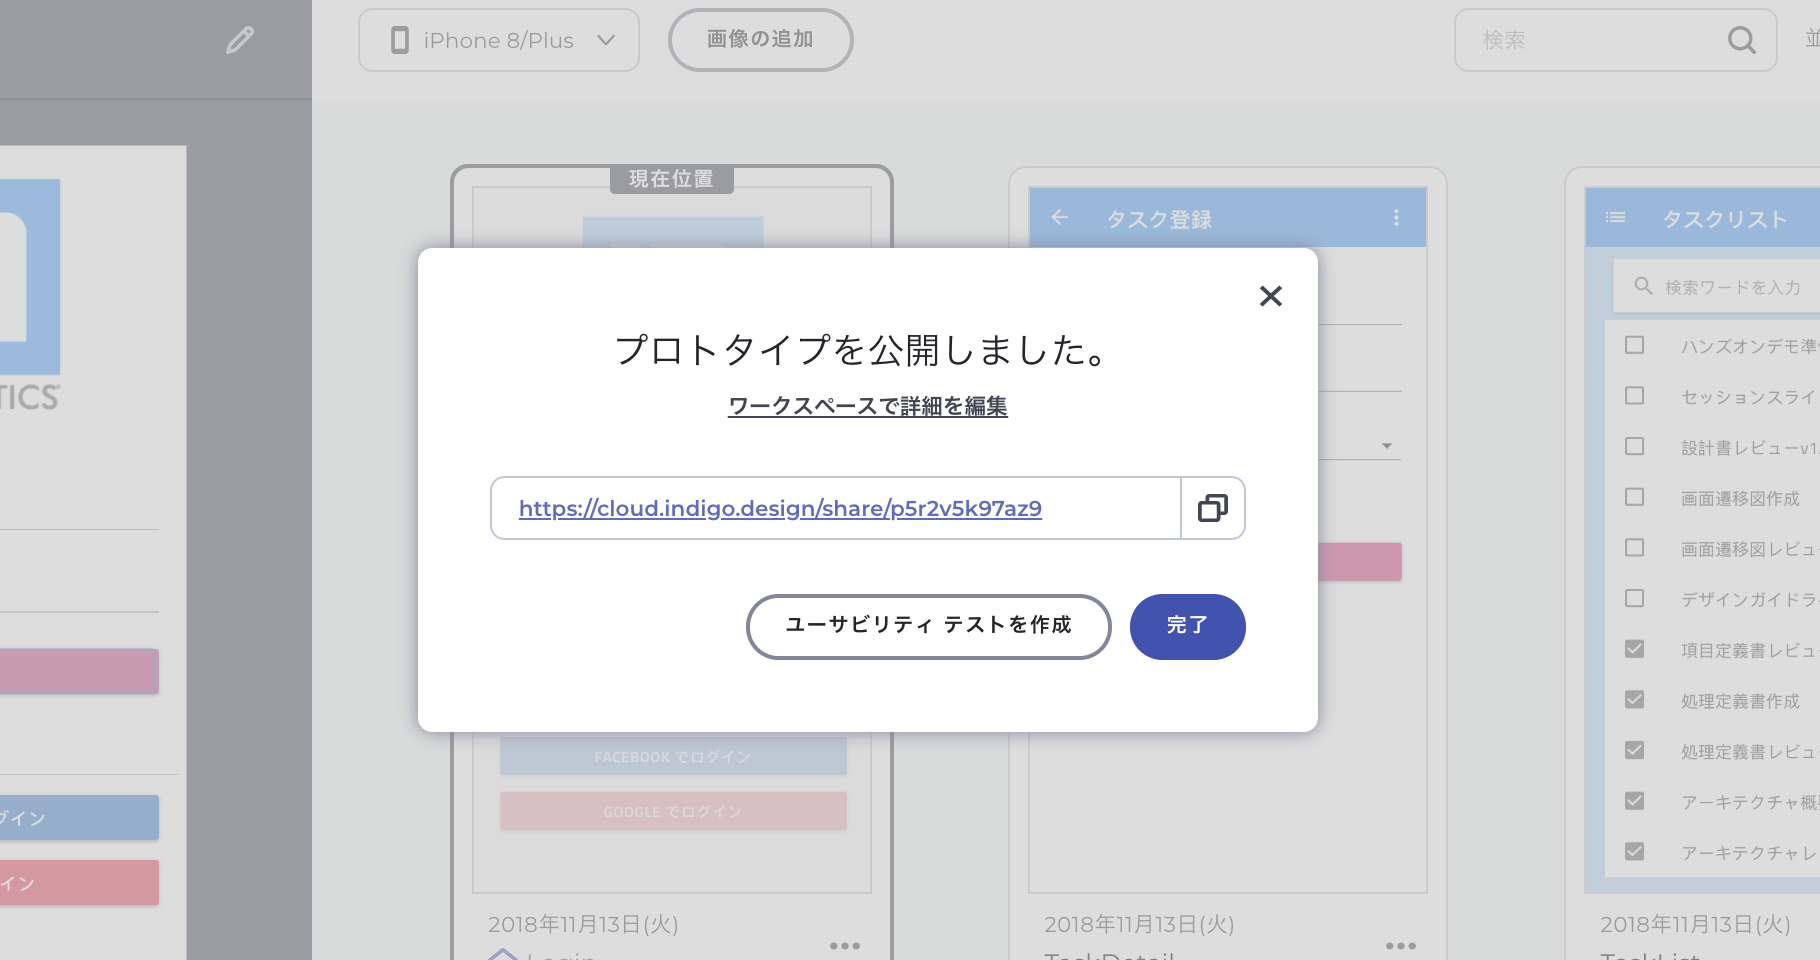 iPhone 8/Plus
画像の追加
検索
現在位置
タスク登録
タスクリスト
検索ワードを入力
TICS
プロトタイプを公開しました。
ワークスペースで詳細を編集
https://cloud.indigo.design/share/p5r2v5k97az9
ユーサビリティ テストを作成
完了
ハンズオンデモ準
セッションスライ
設計書レビューv1.
画面遷移図作成
画面遷移図レビュー
デザインガイドラ
項目定義書レビュー
処理定義書作成
処理定義書レビュー
アーキテクチャ概
アーキテクチャレ
FACEBOOK でログイン
GOOGLE でログイン
グイン
イン
2018年11月13日(火)
Login
2018年11月13日(火)
TaskDetail
2018年11月13日(火)
TaskList